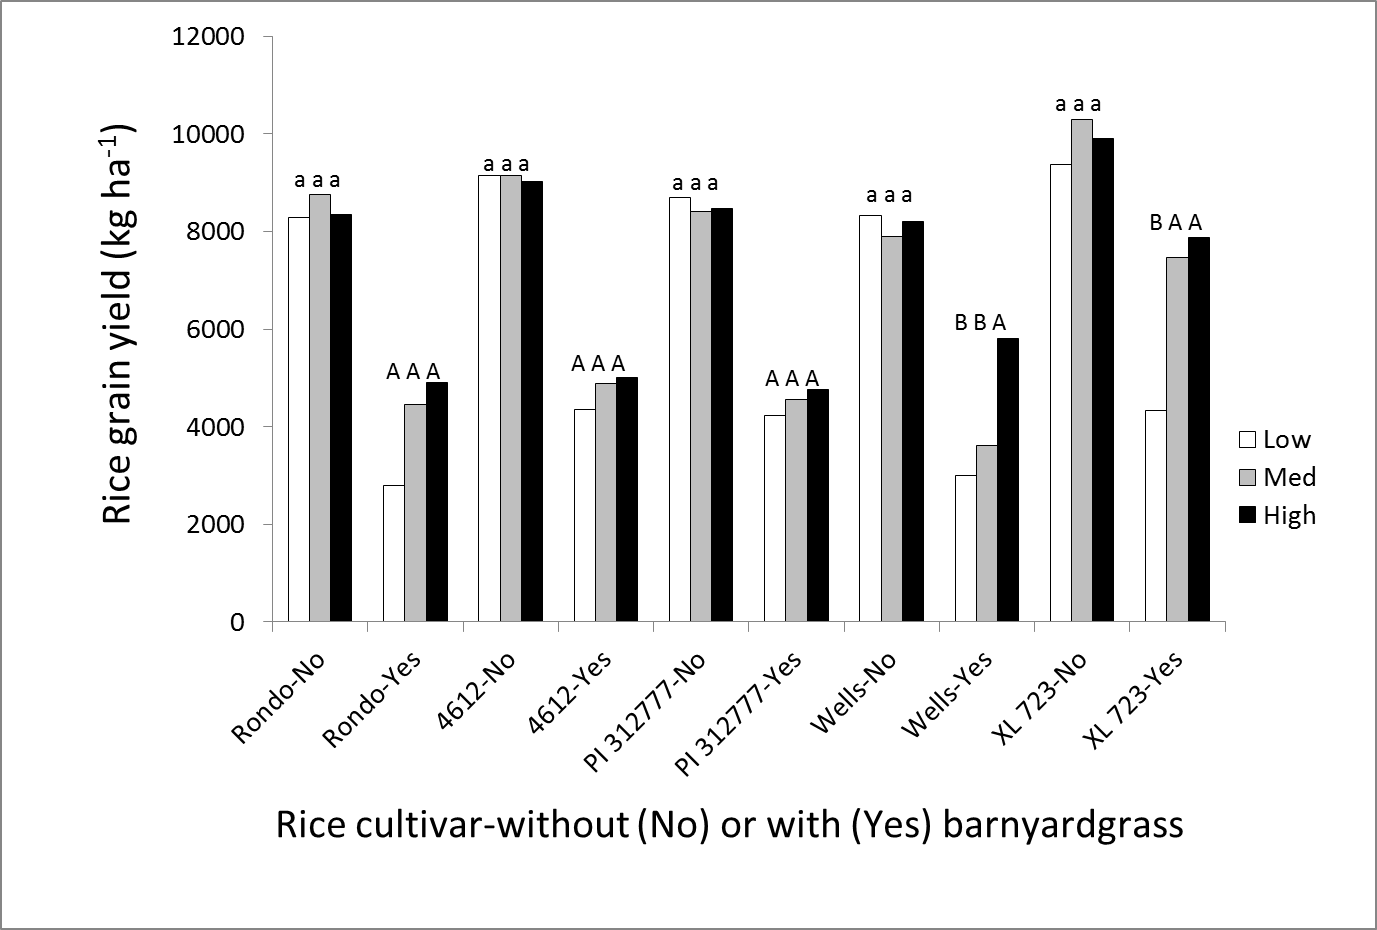 12000
10000
8000
6000
4000
2000
0
Rice grain yield (kg ha-1)
a a a
A A A
a a a
A A A
a a a
A A A
a a a
B B A
a a a
B A A
Low
Med
High
Rondo-No
Rondo-Yes
4612-No
4612-Yes
PI 312777-No
PI 312777-Yes
Wells-No
Wells-Yes
XL 723-No
XL 723-Yes
Rice cultivar-without (No) or with (Yes) barnyardgrass